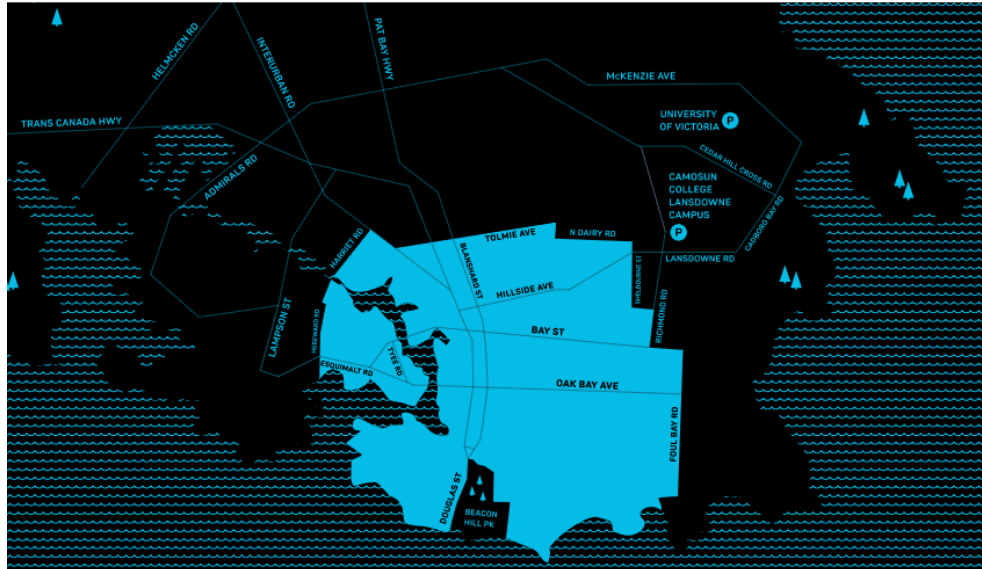 HELMCKEN RD
INTERURBAN RD
PAT BAY HWY
McKENZIE AVE
TRANS CANADA HWY
UNIVERSITY
OF VICTORIA
P
CEDAR HILL CROSS RD
ADMIRALS RD
CAMOSUN
COLLEGE
LANSDOWNE
CAMPUS
P
CADBORO BAY RD
HARRIET RD
TOLMIE AVE
N DAIRY RD
BLANSHARD ST
LANSDOWNE RD
SHELBOURNE ST
HILLSIDE AVE
RICHMOND RD
LAMPSON ST
HEREWARD RD
BAY ST
TYEE RD
ESQUIMALT RD
OAK BAY AVE
FOUL BAY RD
DOUGLAS ST
BEACON
HILL PK